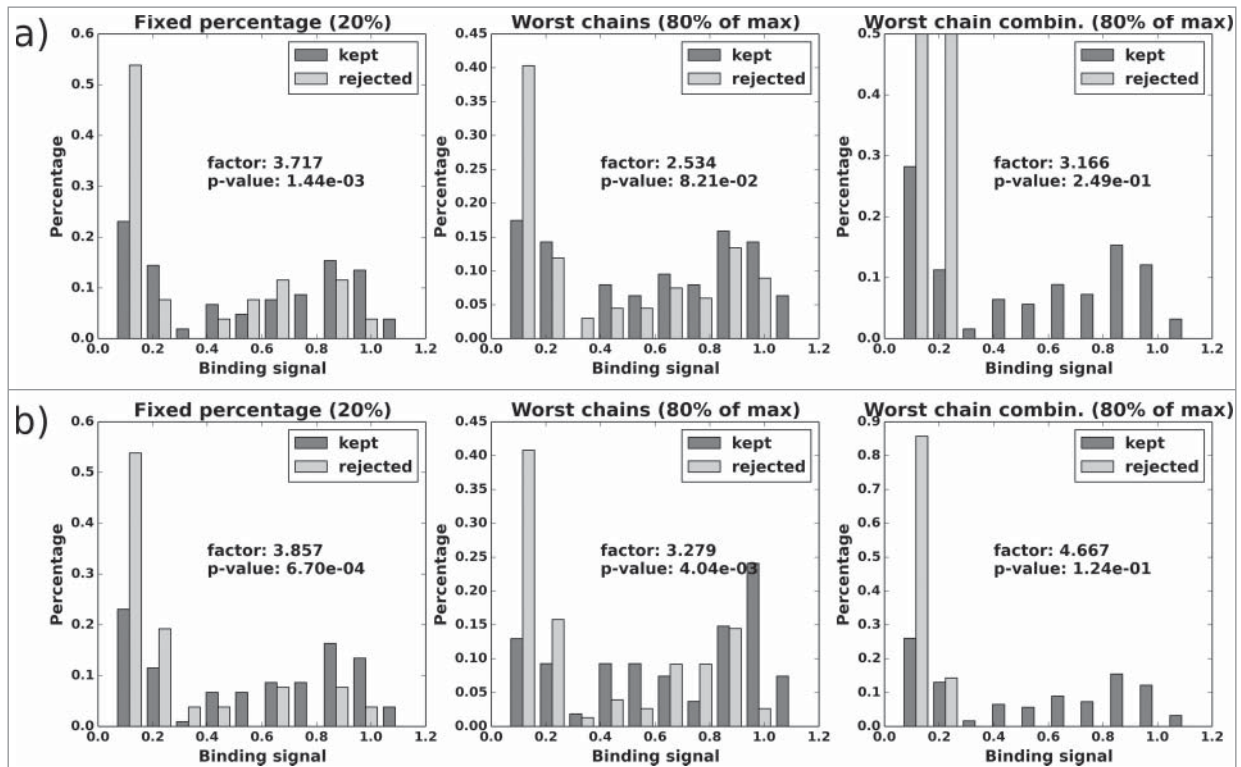 a)
Fixed percentage (20%)
0.6
0.5
0.4
0.3
0.2
0.1
0.0
Percentage
kept
rejected
factor: 3.717
p-value: 1.44e-03
0.0 0.2 0.4 0.6 0.8 1.0 1.2
Binding signal
Worst chains (80% of max)
0.45
0.40
0.35
0.30
0.25
0.20
0.15
0.10
0.05
0.00
Percentage
kept
rejected
factor: 2.534
p-value: 8.21e-02
0.0 0.2 0.4 0.6 0.8 1.0 1.2
Binding signal
Worst chain combin. (80% of max)
0.5
0.4
0.3
0.2
0.1
0.0
Percentage
kept
rejected
factor: 3.166
p-value: 2.49e-01
0.0 0.2 0.4 0.6 0.8 1.0 1.2
Binding signal
b)
Fixed percentage (20%)
0.6
0.5
0.4
0.3
0.2
0.1
0.0
Percentage
kept
rejected
factor: 3.857
p-value: 6.70e-04
0.0 0.2 0.4 0.6 0.8 1.0 1.2
Binding signal
Worst chains (80% of max)
0.45
0.40
0.35
0.30
0.25
0.20
0.15
0.10
0.05
0.00
Percentage
kept
rejected
factor: 3.279
p-value: 4.04e-03
0.0 0.2 0.4 0.6 0.8 1.0 1.2
Binding signal
Worst chain combin. (80% of max)
0.9
0.8
0.7
0.6
0.5
0.4
0.3
0.2
0.1
0.0
Percentage
kept
rejected
factor: 4.667
p-value: 1.24e-01
0.0 0.2 0.4 0.6 0.8 1.0 1.2
Binding signal